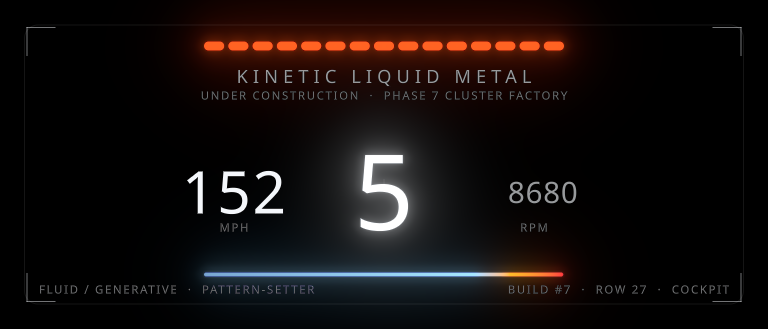 KINETIC LIQUID METAL
UNDER CONSTRUCTION · PHASE 7 CLUSTER FACTORY
152 5 8680
MPH RPM
FLUID / GENERATIVE · PATTERN-SETTER BUILD #7 · ROW 27 · COCKPIT